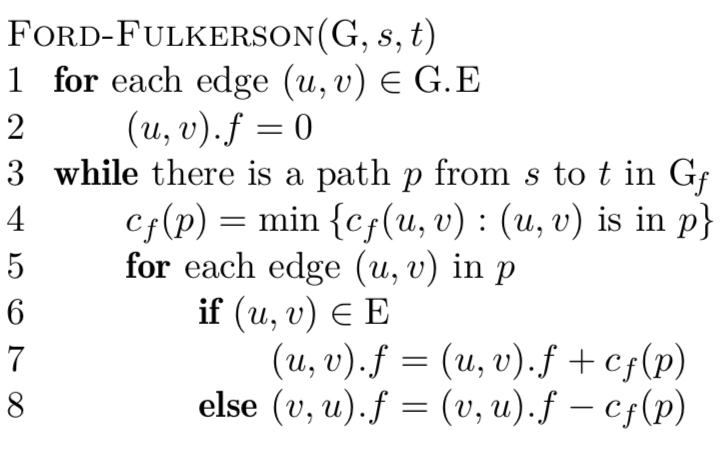 FORD-FULKERSON(G, s, t)
1 for each edge (u, v) ∈ G.E
2 (u, v).f = 0
3 while there is a path p from s to t in G_f
4 c_f(p) = min {c_f(u, v) : (u, v) is in p}
5 for each edge (u, v) in p
6 if (u, v) ∈ E
7 (u, v).f = (u, v).f + c_f(p)
8 else (v, u).f = (v, u).f − c_f(p)